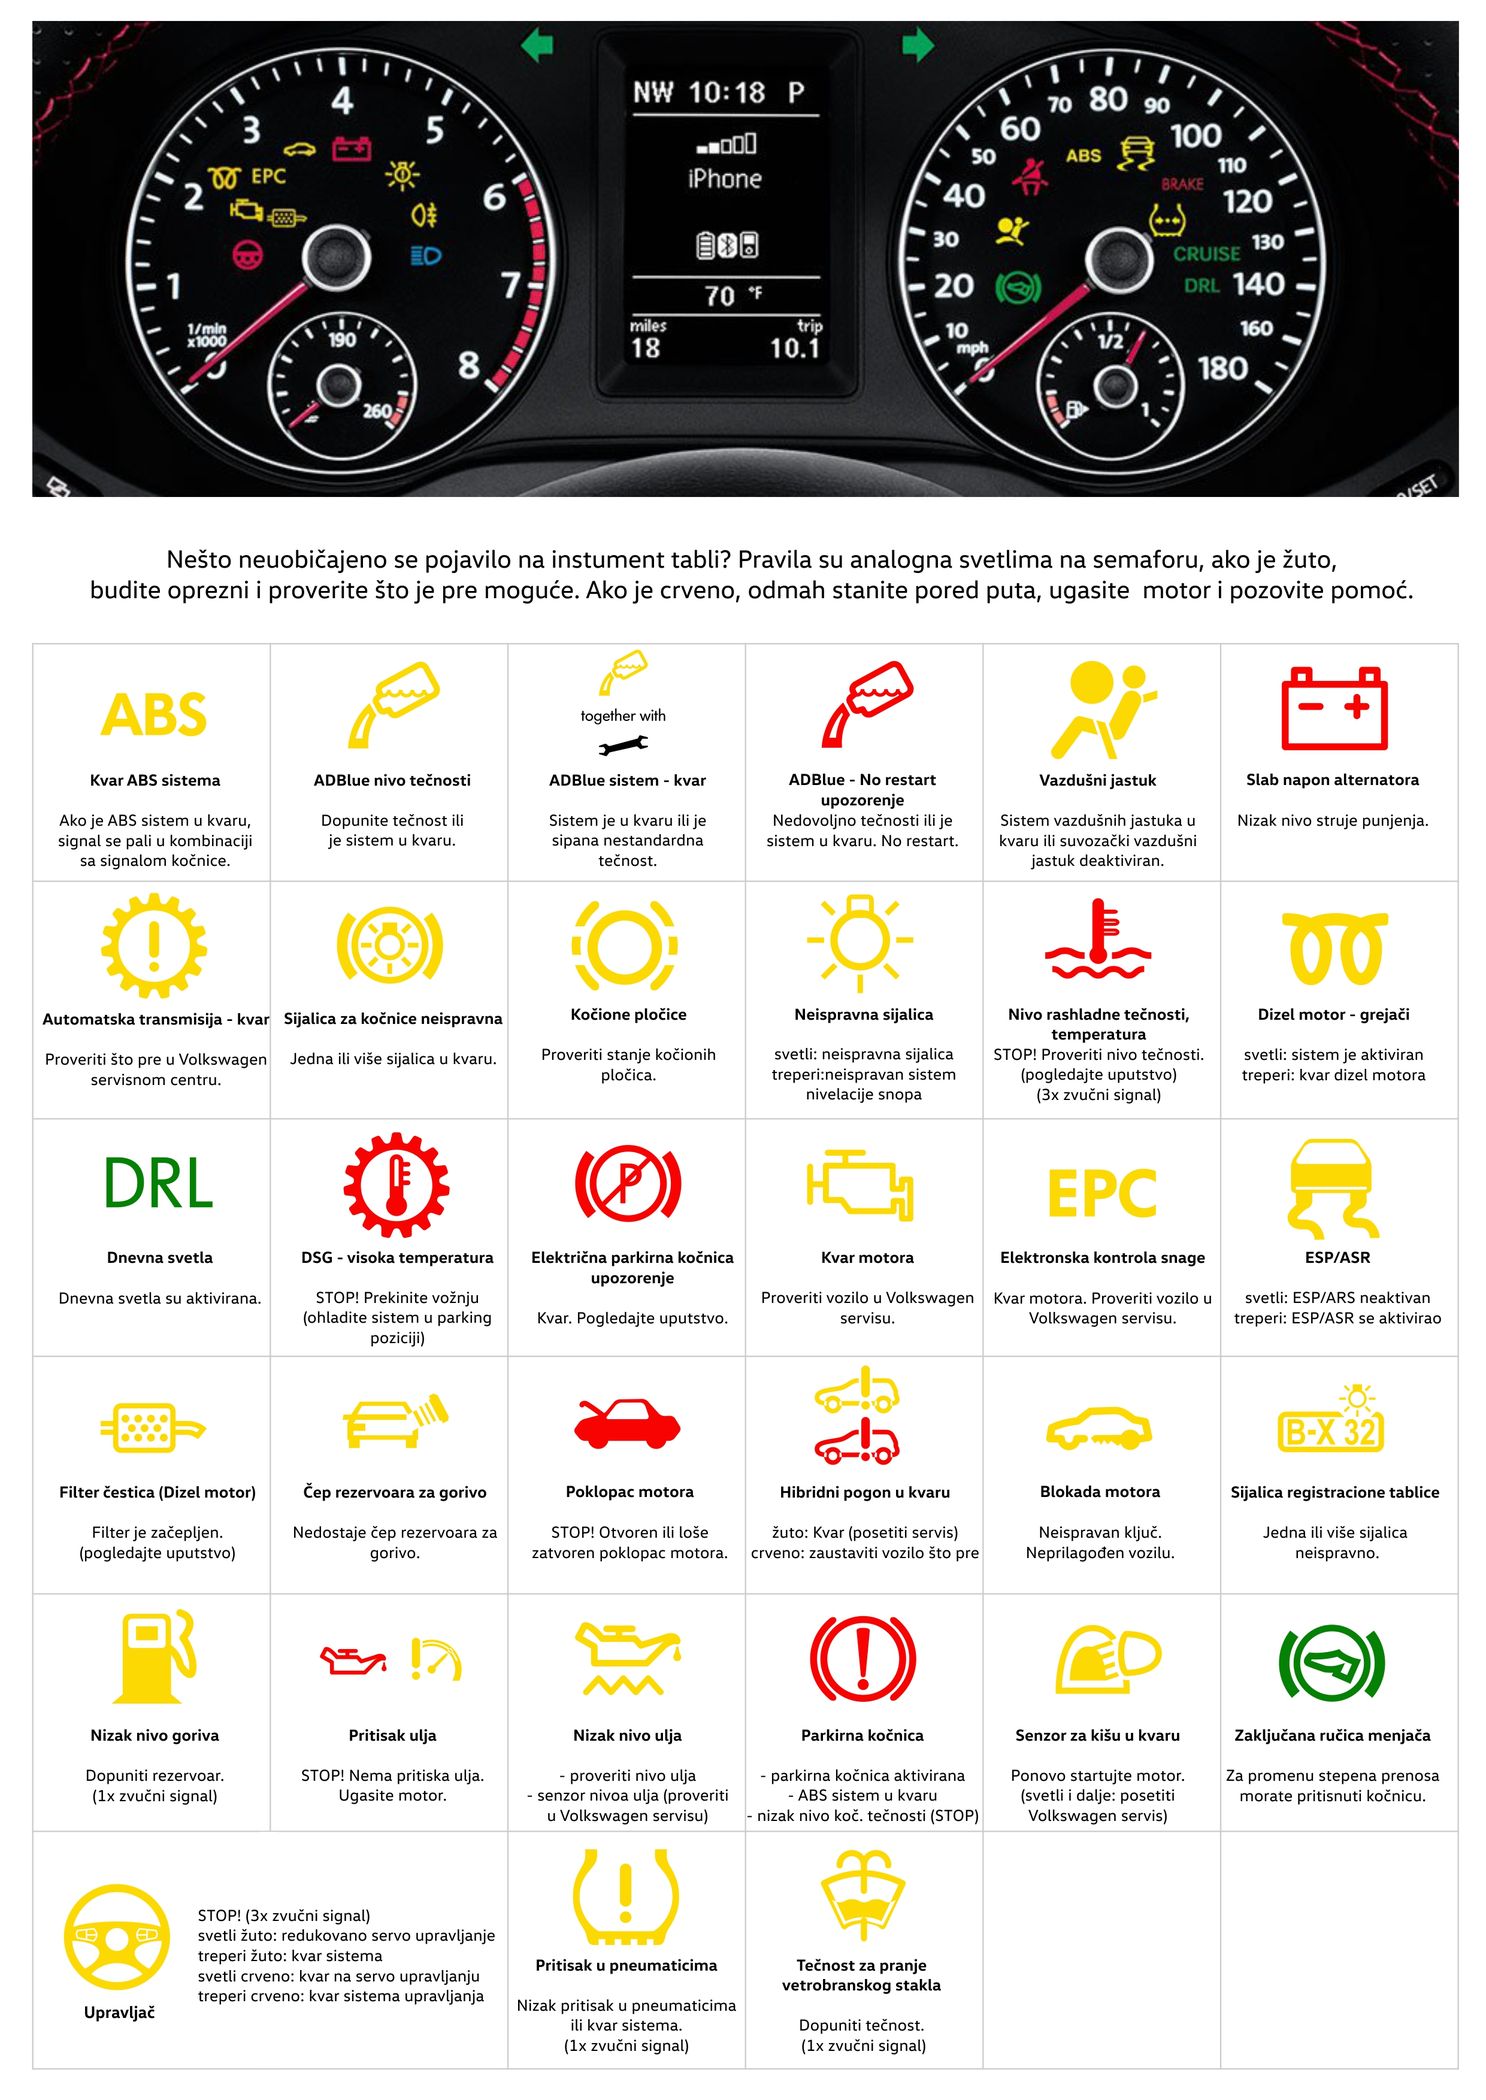 NW 10:18 P
iPhone
70 °F
miles trip
18 10.1
1
2
3
4
5
6
7
8
EPC
1/min
x1000
0
190
260
0
10
mph
20
30
40
50
60
70
80
90
100
110
120
130
140
160
180
ABS
BRAKE
CRUISE
DRL
1/2
1
/SET
Nešto neuobičajeno se pojavilo na instument tabli? Pravila su analogna svetlima na semaforu, ako je žuto,
budite oprezni i proverite što je pre moguće. Ako je crveno, odmah stanite pored puta, ugasite motor i pozovite pomoć.
ABS
Kvar ABS sistema
Ako je ABS sistem u kvaru,
signal se pali u kombinaciji
sa signalom kočnice.
ADBlue nivo tečnosti
Dopunite tečnost ili
je sistem u kvaru.
together with
ADBlue sistem - kvar
Sistem je u kvaru ili je
sipana nestandardna
tečnost.
ADBlue - No restart
upozorenje
Nedovoljno tečnosti ili je
sistem u kvaru. No restart.
Vazdušni jastuk
Sistem vazdušnih jastuka u
kvaru ili suvozački vazdušni
jastuk deaktiviran.
Slab napon alternatora
Nizak nivo struje punjenja.
Automatska transmisija - kvar
Proveriti što pre u Volkswagen
servisnom centru.
Sijalica za kočnice neispravna
Jedna ili više sijalica u kvaru.
Kočione pločice
Proveriti stanje kočionih
pločica.
Neispravna sijalica
svetli: neispravna sijalica
treperi:neispravan sistem
nivelacije snopa
Nivo rashladne tečnosti,
temperatura
STOP! Proveriti nivo tečnosti.
(pogledajte uputstvo)
(3x zvučni signal)
Dizel motor - grejači
svetli: sistem je aktiviran
treperi: kvar dizel motora
DRL
Dnevna svetla
Dnevna svetla su aktivirana.
DSG - visoka temperatura
STOP! Prekinite vožnju
(ohladite sistem u parking
poziciji)
P
Električna parkirna kočnica
upozorenje
Kvar. Pogledajte uputstvo.
Kvar motora
Proveriti vozilo u Volkswagen
servisu.
EPC
Elektronska kontrola snage
Kvar motora. Proveriti vozilo u
Volkswagen servisu.
ESP/ASR
svetli: ESP/ARS neaktivan
treperi: ESP/ASR se aktivirao
Filter čestica (Dizel motor)
Filter je začepljen.
(pogledajte uputstvo)
Čep rezervoara za gorivo
Nedostaje čep rezervoara za
gorivo.
Poklopac motora
STOP! Otvoren ili loše
zatvoren poklopac motora.
Hibridni pogon u kvaru
žuto: Kvar (posetiti servis)
crveno: zaustaviti vozilo što pre
Blokada motora
Neispravan ključ.
Neprilagođen vozilu.
B-X 32
Sijalica registracione tablice
Jedna ili više sijalica
neispravno.
Nizak nivo goriva
Dopuniti rezervoar.
(1x zvučni signal)
Pritisak ulja
STOP! Nema pritiska ulja.
Ugasite motor.
Nizak nivo ulja
- proveriti nivo ulja
- senzor nivoa ulja (proveriti
u Volkswagen servisu)
Parkirna kočnica
- parkirna kočnica aktivirana
- ABS sistem u kvaru
- nizak nivo koč. tečnosti (STOP)
Senzor za kišu u kvaru
Ponovo startujte motor.
(svetli i dalje: posetiti
Volkswagen servis)
Zaključana ručica menjača
Za promenu stepena prenosa
morate pritisnuti kočnicu.
Upravljač
STOP! (3x zvučni signal)
svetli žuto: redukovano servo upravljanje
treperi žuto: kvar sistema
svetli crveno: kvar na servo upravljanju
treperi crveno: kvar sistema upravljanja
Pritisak u pneumaticima
Nizak pritisak u pneumaticima
ili kvar sistema.
(1x zvučni signal)
Tečnost za pranje
vetrobranskog stakla
Dopuniti tečnost.
(1x zvučni signal)